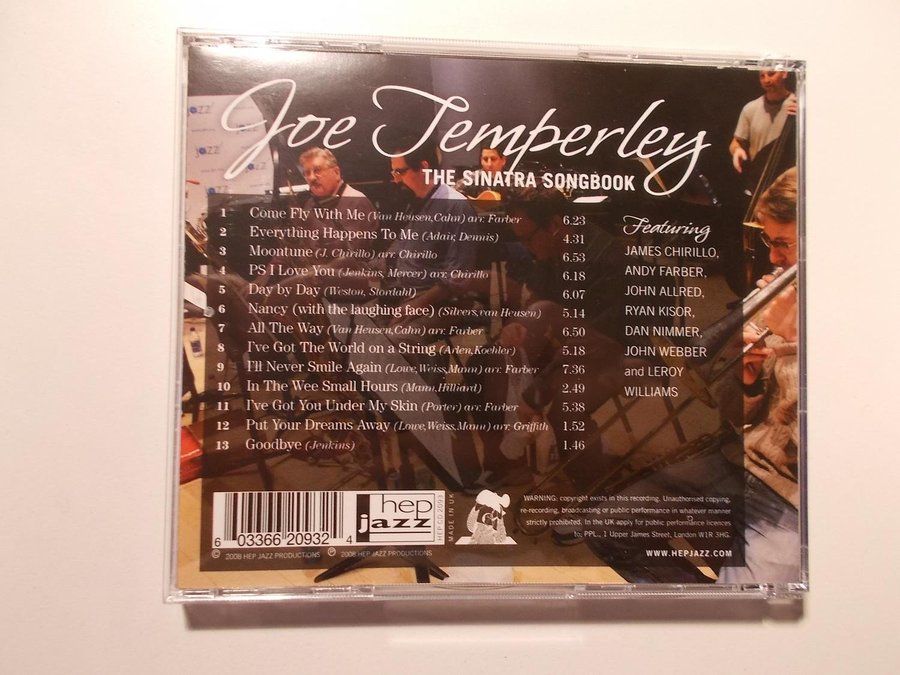 Joe Temperley
THE SINATRA SONGBOOK
1 Come Fly With Me (Van Heusen,Cahn) arr. Farber 6.23
2 Everything Happens To Me (Adair, Dennis) 4.31
3 Moontune (J. Chirillo) arr. Chirillo 6.53
4 PS I Love You (Jenkins, Mercer) arr. Chirillo 6.18
5 Day by Day (Weston, Stordahl) 6.07
6 Nancy (with the laughing face) (Silvers, van Heusen) 5.14
7 All The Way (Van Heusen,Cahn) arr. Farber 6.50
8 I've Got The World on a String (Arlen, Koehler) 5.18
9 I'll Never Smile Again (Lowe,Weiss,Mann) arr. Farber 7.36
10 In The Wee Small Hours (Mann,Hilliard) 2.49
11 I've Got You Under My Skin (Porter) arr. Farber 5.38
12 Put Your Dreams Away (Lowe,Weiss,Mann) arr. Griffith 1.52
13 Goodbye (Jenkins) 1.46
Featuring
JAMES CHIRILLO,
ANDY FARBER,
JOHN ALLRED,
RYAN KISOR,
DAN NIMMER,
JOHN WEBBER
and LEROY
WILLIAMS
jazz
jazz
jazz
6 03366 20932 4
hep
jazz
HEP CD 2093
MADE IN UK
WARNING: copyright exists in this recording. Unauthorised copying,
re-recording, broadcasting or public performance in whatever manner
strictly prohibited. In the UK apply for public performance licences
to; PPL., 1 Upper James Street, London W1R 3HG.
© 2008 HEP JAZZ PRODUCTIONS ℗ 2008 HEP JAZZ PRODUCTIONS
WWW.HEPJAZZ.COM